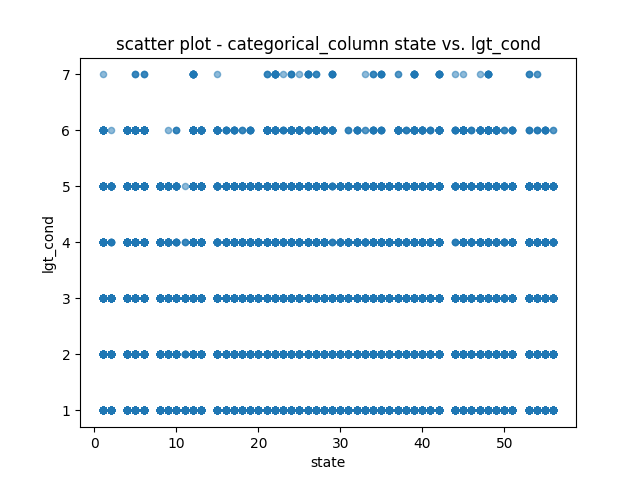 scatter plot - categorical_column state vs. lgt_cond
7
6
5
4
3
2
1
lgt_cond
0 10 20 30 40 50
state